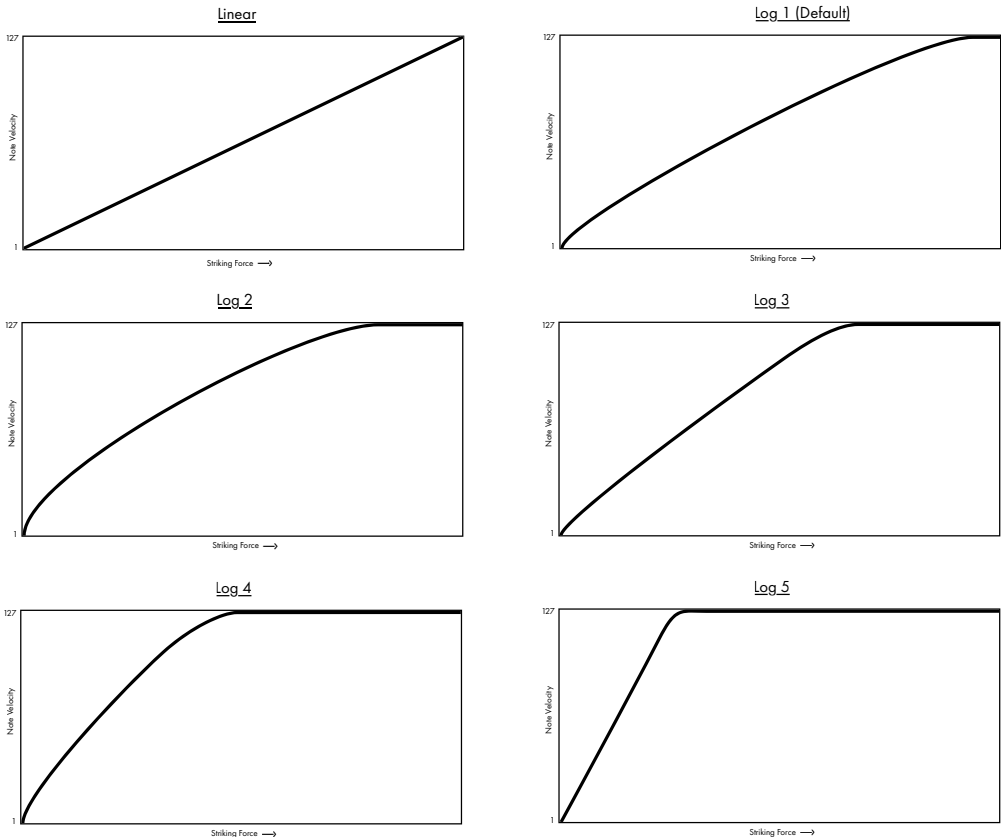 Linear
127
Note Velocity
1
Striking Force →
Log 1 (Default)
127
Note Velocity
1
Striking Force →
Log 2
127
Note Velocity
1
Striking Force →
Log 3
127
Note Velocity
1
Striking Force →
Log 4
127
Note Velocity
1
Striking Force →
Log 5
127
Note Velocity
1
Striking Force →